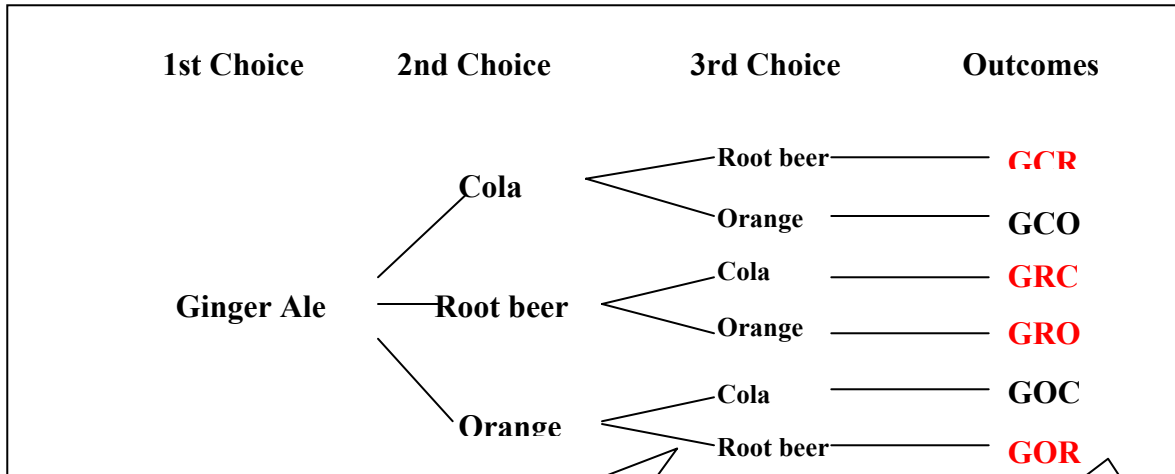 1st Choice 2nd Choice 3rd Choice Outcomes
Root beer GCR
Cola
Orange GCO
Cola GRC
Ginger Ale Root beer
Orange GRO
Cola GOC
Orange
Root beer GOR